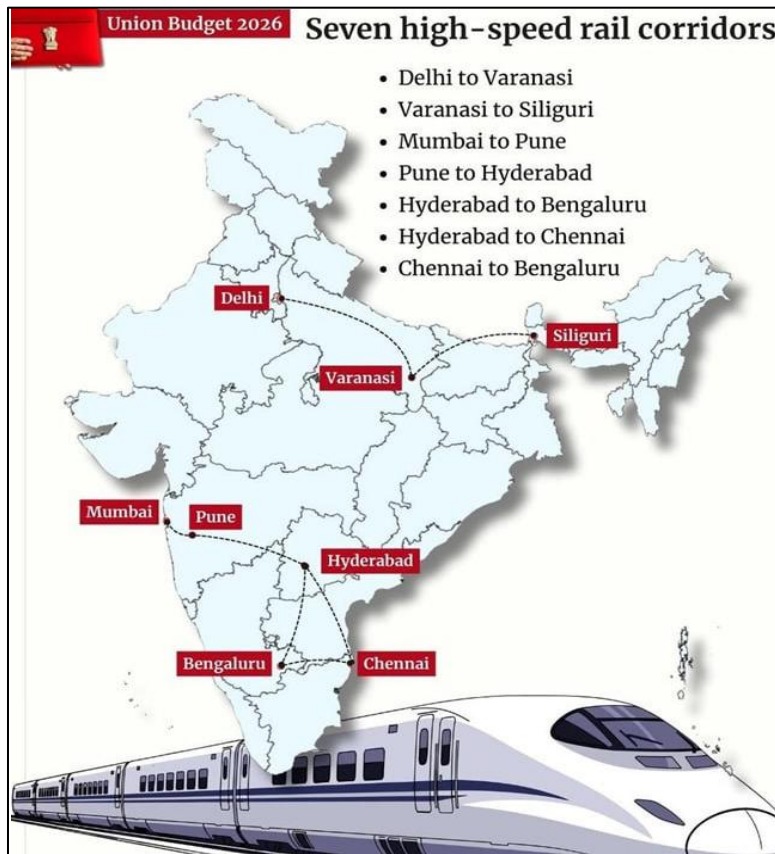 Union Budget 2026
Seven high-speed rail corridors
• Delhi to Varanasi
• Varanasi to Siliguri
• Mumbai to Pune
• Pune to Hyderabad
• Hyderabad to Bengaluru
• Hyderabad to Chennai
• Chennai to Bengaluru
Delhi
Siliguri
Varanasi
Mumbai
Pune
Hyderabad
Bengaluru
Chennai